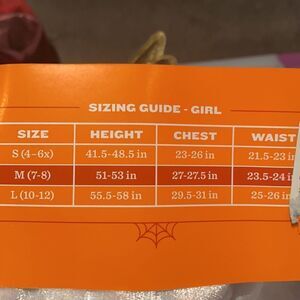 SIZING GUIDE - GIRL
SIZE HEIGHT CHEST WAIST
S (4-6x) 41.5-48.5 in 23-26 in 21.5-23 in
M (7-8) 51-53 in 27-27.5 in 23.5-24 in
L (10-12) 55.5-58 in 29.5-31 in 25-26 in